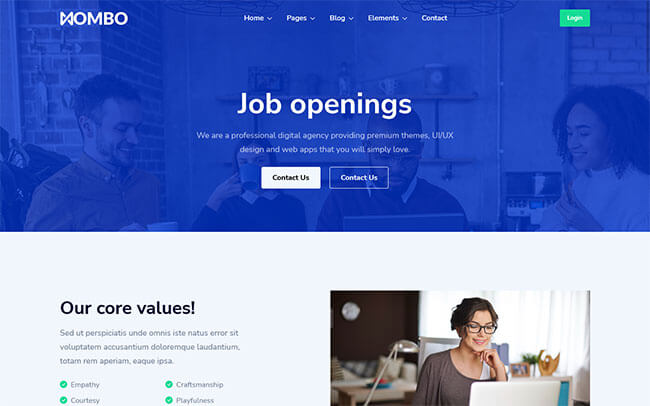 MOMBO
Home Pages Blog Elements Contact
Login
Job openings
We are a professional digital agency providing premium themes, UI/UX
design and web apps that you will simply love.
Contact Us Contact Us
Our core values!
Sed ut perspiciatis unde omnis iste natus error sit
voluptatem accusantium doloremque laudantium,
totam rem aperiam, eaque ipsa.
Empathy Craftsmanship
Courtesy Playfulness